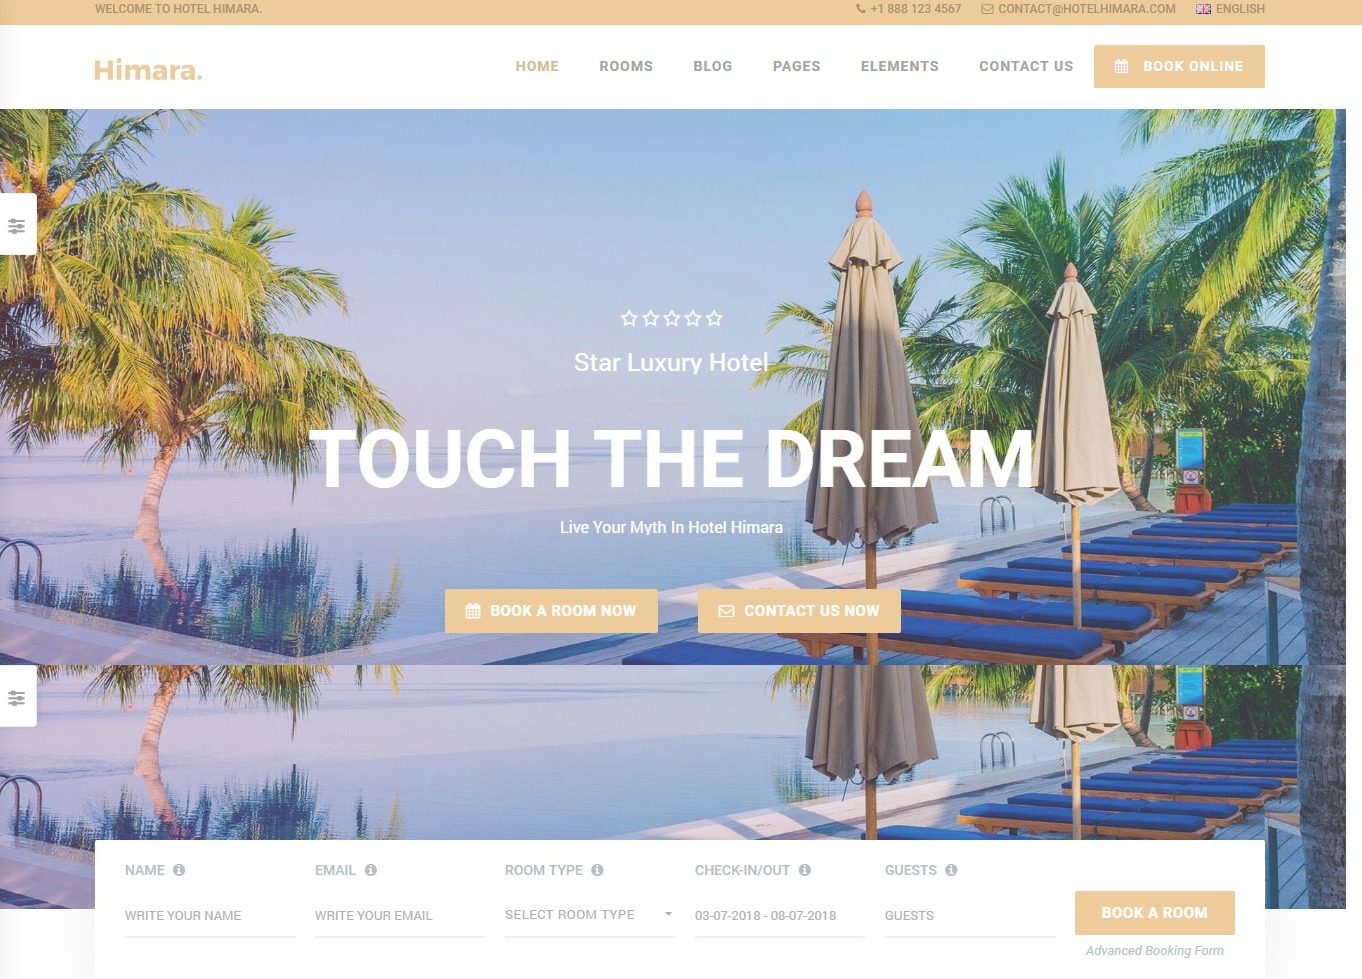 WELCOME TO HOTEL HIMARA.
+1 888 123 4567
CONTACT@HOTELHIMARA.COM
ENGLISH
Himara.
HOME
ROOMS
BLOG
PAGES
ELEMENTS
CONTACT US
BOOK ONLINE
Star Luxury Hotel
TOUCH THE DREAM
Live Your Myth In Hotel Himara
BOOK A ROOM NOW
CONTACT US NOW
NAME
EMAIL
ROOM TYPE
CHECK-IN/OUT
GUESTS
WRITE YOUR NAME
WRITE YOUR EMAIL
SELECT ROOM TYPE
03-07-2018 - 08-07-2018
GUESTS
BOOK A ROOM
Advanced Booking Form